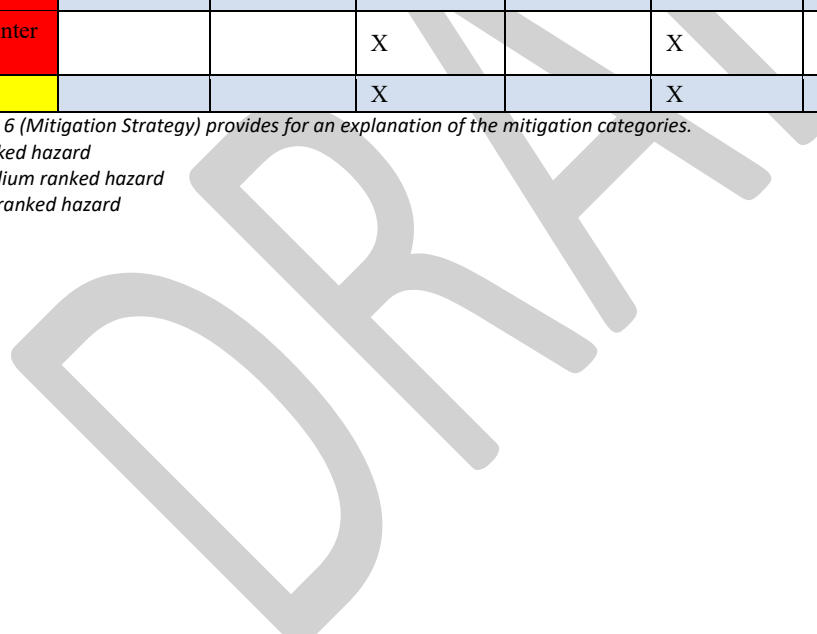 nter
X X
X X
6 (Mitigation Strategy) provides for an explanation of the mitigation categories.
ked hazard
lium ranked hazard
ranked hazard
DRA